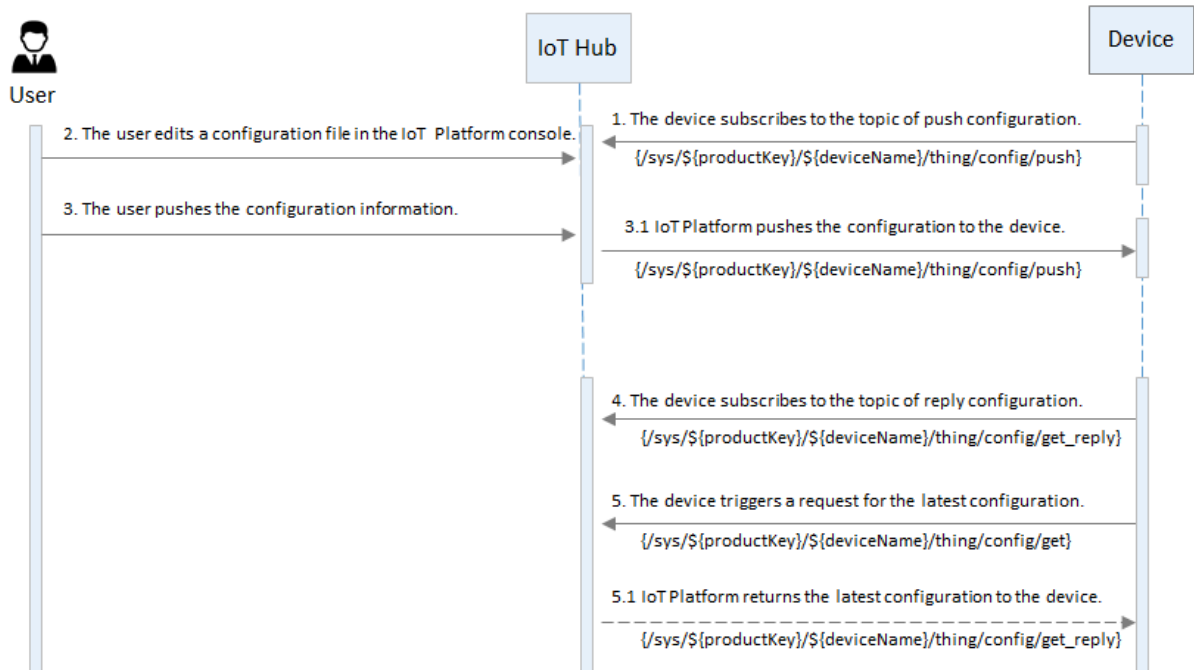 User
IoT Hub
Device
1. The device subscribes to the topic of push configuration.
{/sys/${productKey}/${deviceName}/thing/config/push}
2. The user edits a configuration file in the IoT Platform console.
3. The user pushes the configuration information.
3.1 IoT Platform pushes the configuration to the device.
{/sys/${productKey}/${deviceName}/thing/config/push}
4. The device subscribes to the topic of reply configuration.
{/sys/${productKey}/${deviceName}/thing/config/get_reply}
5. The device triggers a request for the latest configuration.
{/sys/${productKey}/${deviceName}/thing/config/get}
5.1 IoT Platform returns the latest configuration to the device.
{/sys/${productKey}/${deviceName}/thing/config/get_reply}